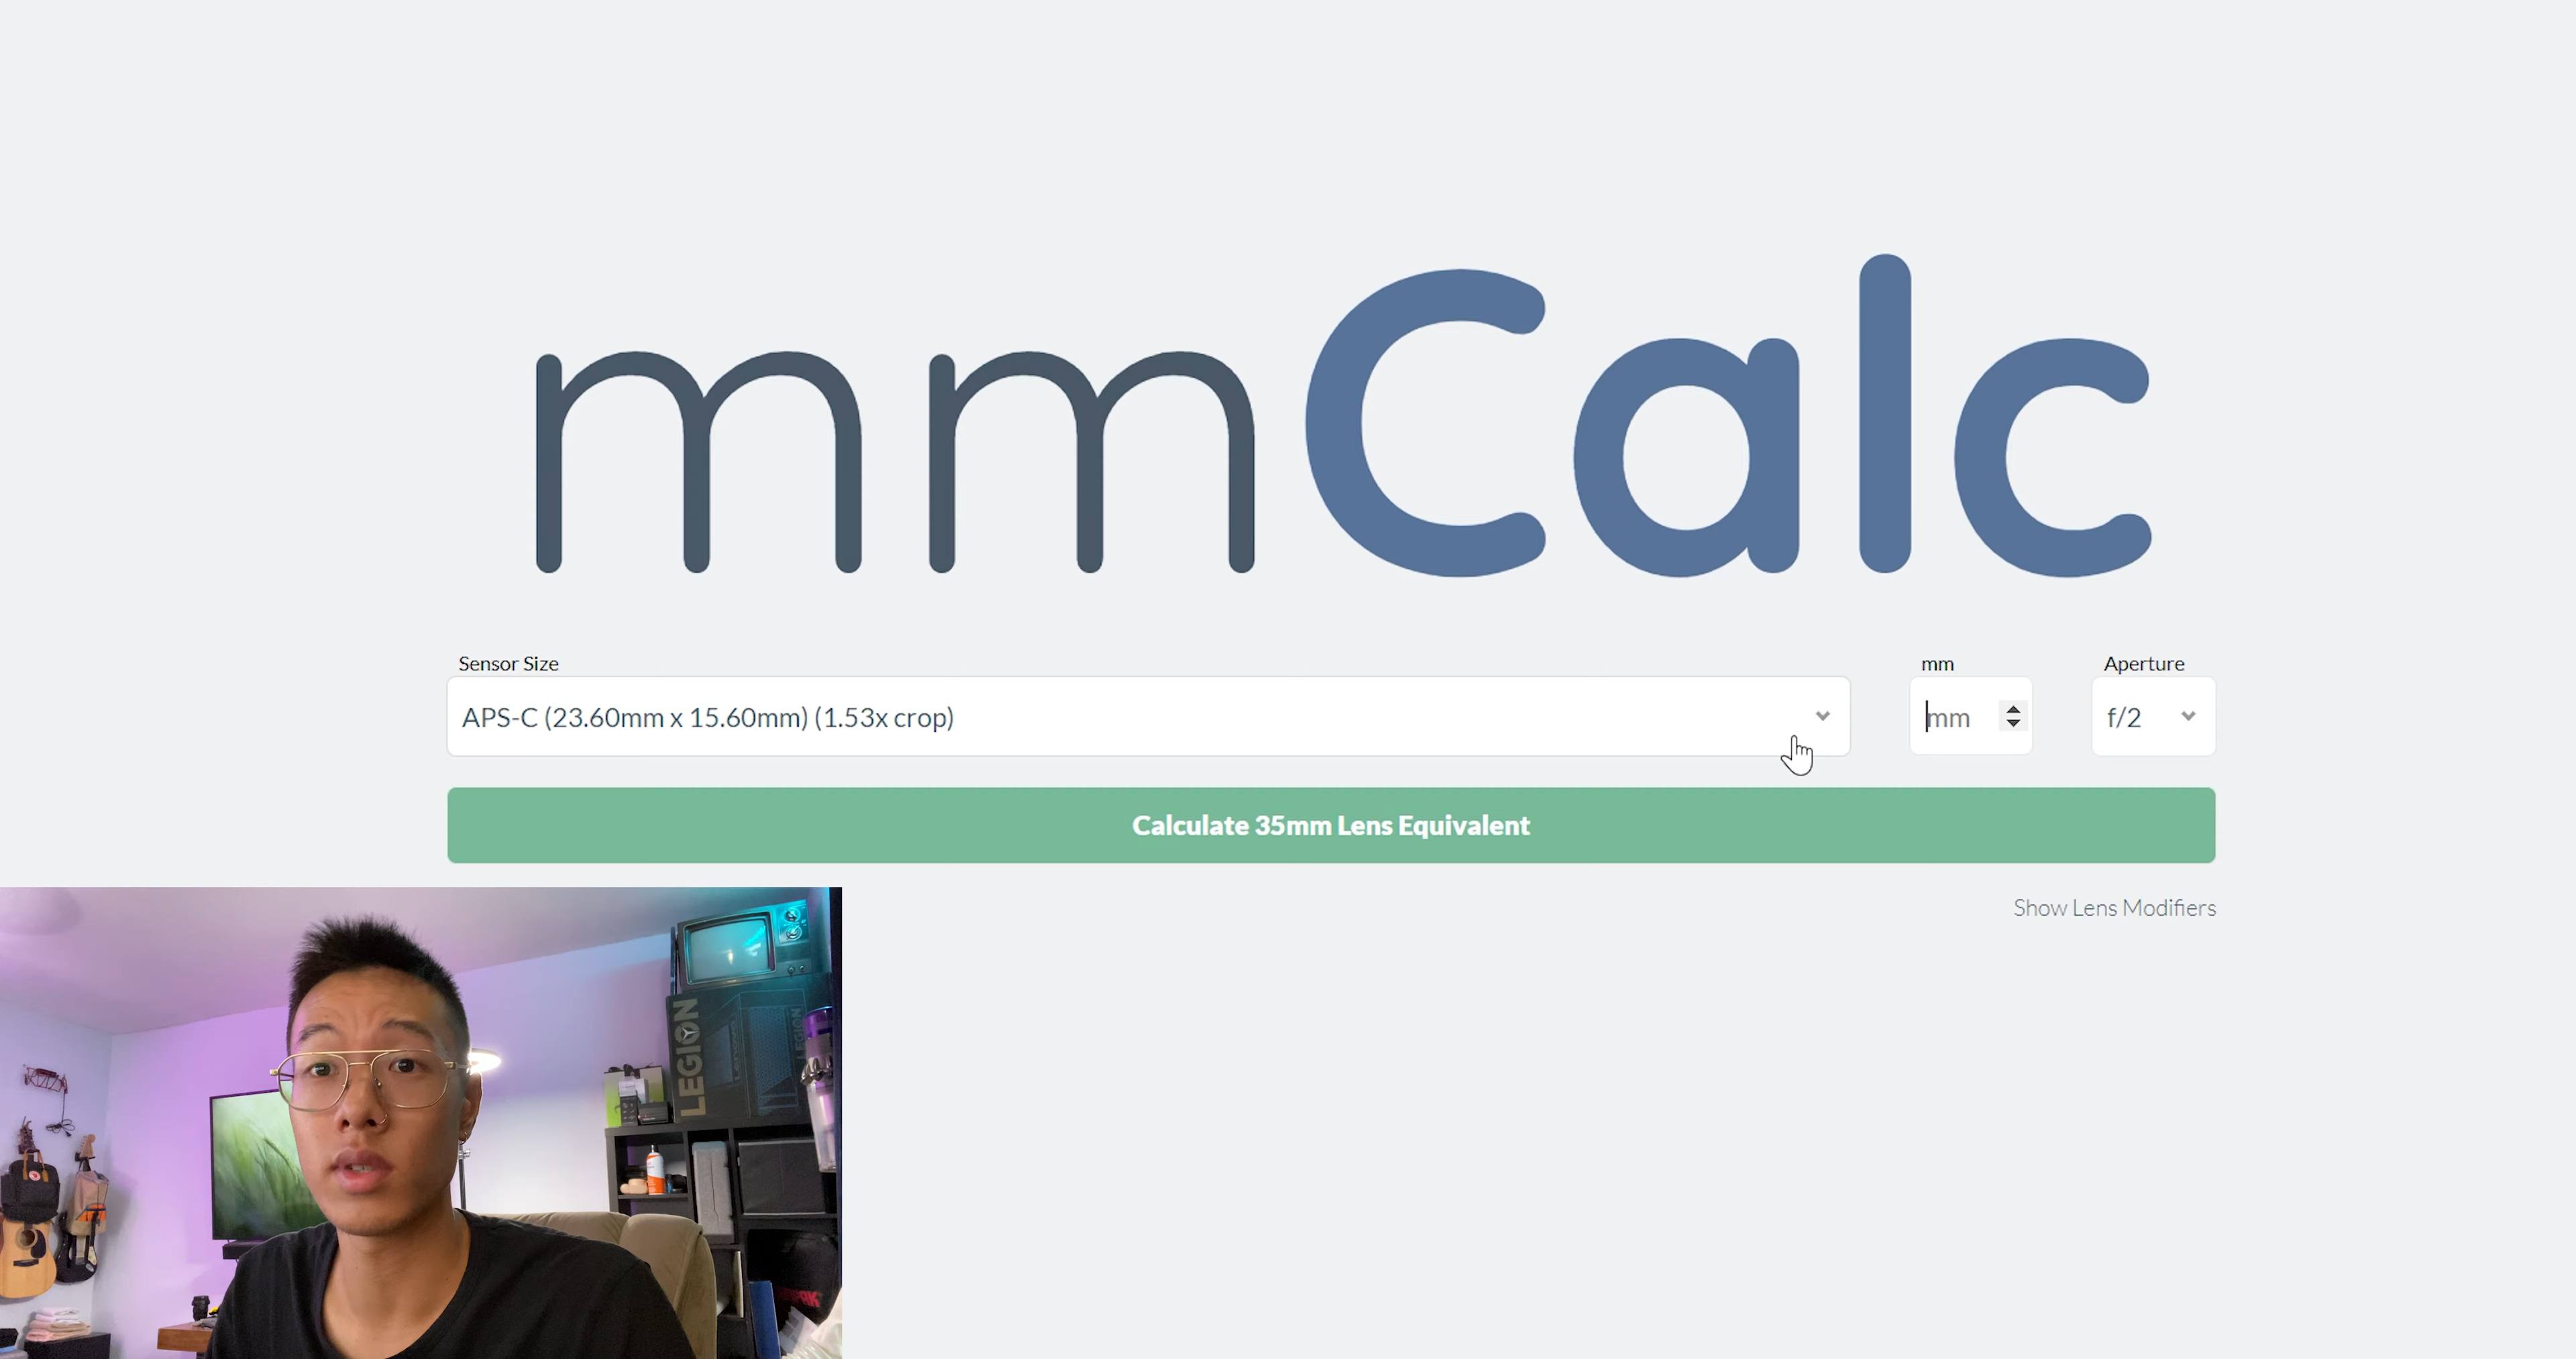 mmCalc
Sensor Size
mm
Aperture
APS-C (23.60mm x 15.60mm) (1.53x crop)
mm
f/2
Calculate 35mm Lens Equivalent
Show Lens Modifiers
LEGION
LEGION